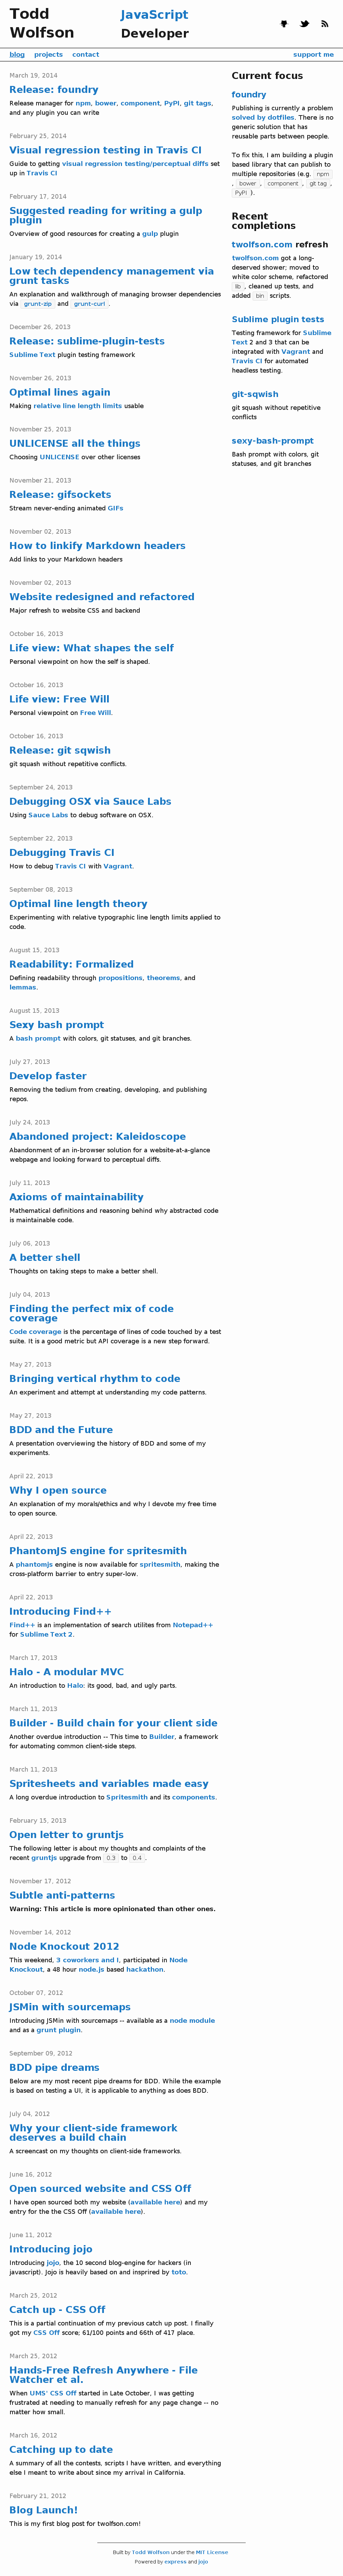 Todd
Wolfson
JavaScript
Developer
blog projects contact
support me
March 19, 2014
Release: foundry
Release manager for npm, bower, component, PyPI, git tags,
and any plugin you can write
February 25, 2014
Visual regression testing in Travis CI
Guide to getting visual regression testing/perceptual diffs set
up in Travis CI
February 17, 2014
Suggested reading for writing a gulp
plugin
Overview of good resources for creating a gulp plugin
January 19, 2014
Low tech dependency management via
grunt tasks
An explanation and walkthrough of managing browser dependencies
via grunt-zip and grunt-curl.
December 26, 2013
Release: sublime-plugin-tests
Sublime Text plugin testing framework
November 26, 2013
Optimal lines again
Making relative line length limits usable
November 25, 2013
UNLICENSE all the things
Choosing UNLICENSE over other licenses
November 21, 2013
Release: gifsockets
Stream never-ending animated GIFs
November 02, 2013
How to linkify Markdown headers
Add links to your Markdown headers
November 02, 2013
Website redesigned and refactored
Major refresh to website CSS and backend
October 16, 2013
Life view: What shapes the self
Personal viewpoint on how the self is shaped.
October 16, 2013
Life view: Free Will
Personal viewpoint on Free Will.
October 16, 2013
Release: git sqwish
git squash without repetitive conflicts.
September 24, 2013
Debugging OSX via Sauce Labs
Using Sauce Labs to debug software on OSX.
September 22, 2013
Debugging Travis CI
How to debug Travis CI with Vagrant.
September 08, 2013
Optimal line length theory
Experimenting with relative typographic line length limits applied to
code.
August 15, 2013
Readability: Formalized
Defining readability through propositions, theorems, and
lemmas.
August 15, 2013
Sexy bash prompt
A bash prompt with colors, git statuses, and git branches.
July 27, 2013
Develop faster
Removing the tedium from creating, developing, and publishing
repos.
July 24, 2013
Abandoned project: Kaleidoscope
Abandonment of an in-browser solution for a website-at-a-glance
webpage and looking forward to perceptual diffs.
July 11, 2013
Axioms of maintainability
Mathematical definitions and reasoning behind why abstracted code
is maintainable code.
July 06, 2013
A better shell
Thoughts on taking steps to make a better shell.
July 04, 2013
Finding the perfect mix of code
coverage
Code coverage is the percentage of lines of code touched by a test
suite. It is a good metric but API coverage is a new step forward.
May 27, 2013
Bringing vertical rhythm to code
An experiment and attempt at understanding my code patterns.
May 27, 2013
BDD and the Future
A presentation overviewing the history of BDD and some of my
experiments.
April 22, 2013
Why I open source
An explanation of my morals/ethics and why I devote my free time
to open source.
April 22, 2013
PhantomJS engine for spritesmith
A phantomjs engine is now available for spritesmith, making the
cross-platform barrier to entry super-low.
April 22, 2013
Introducing Find++
Find++ is an implementation of search utilites from Notepad++
for Sublime Text 2.
March 17, 2013
Halo - A modular MVC
An introduction to Halo: its good, bad, and ugly parts.
March 11, 2013
Builder - Build chain for your client side
Another overdue introduction -- This time to Builder, a framework
for automating common client-side steps.
March 11, 2013
Spritesheets and variables made easy
A long overdue introduction to Spritesmith and its components.
February 15, 2013
Open letter to gruntjs
The following letter is about my thoughts and complaints of the
recent gruntjs upgrade from 0.3 to 0.4.
November 17, 2012
Subtle anti-patterns
Warning: This article is more opinionated than other ones.
November 14, 2012
Node Knockout 2012
This weekend, 3 coworkers and I, participated in Node
Knockout, a 48 hour node.js based hackathon.
October 07, 2012
JSMin with sourcemaps
Introducing JSMin with sourcemaps -- available as a node module
and as a grunt plugin.
September 09, 2012
BDD pipe dreams
Below are my most recent pipe dreams for BDD. While the example
is based on testing a UI, it is applicable to anything as does BDD.
July 04, 2012
Why your client-side framework
deserves a build chain
A screencast on my thoughts on client-side frameworks.
June 16, 2012
Open sourced website and CSS Off
I have open sourced both my website (available here) and my
entry for the the CSS Off (available here).
June 11, 2012
Introducing jojo
Introducing jojo, the 10 second blog-engine for hackers (in
javascript). Jojo is heavily based on and insprired by toto.
March 25, 2012
Catch up - CSS Off
This is a partial continuation of my previous catch up post. I finally
got my CSS Off score; 61/100 points and 66th of 417 place.
March 25, 2012
Hands-Free Refresh Anywhere - File
Watcher et al.
When UMS' CSS Off started in Late October, I was getting
frustrated at needing to manually refresh for any page change -- no
matter how small.
March 16, 2012
Catching up to date
A summary of all the contests, scripts I have written, and everything
else I meant to write about since my arrival in California.
February 21, 2012
Blog Launch!
This is my first blog post for twolfson.com!
Current focus
foundry
Publishing is currently a problem
solved by dotfiles. There is no
generic solution that has
reusable parts between people.
To fix this, I am building a plugin
based library that can publish to
multiple repositories (e.g. npm
, bower , component , git tag ,
PyPI ).
Recent
completions
twolfson.com refresh
twolfson.com got a long-
deserved shower; moved to
white color scheme, refactored
lib , cleaned up tests, and
added bin scripts.
Sublime plugin tests
Testing framework for Sublime
Text 2 and 3 that can be
integrated with Vagrant and
Travis CI for automated
headless testing.
git-sqwish
git squash without repetitive
conflicts
sexy-bash-prompt
Bash prompt with colors, git
statuses, and git branches
Built by Todd Wolfson under the MIT License
Powered by express and jojo